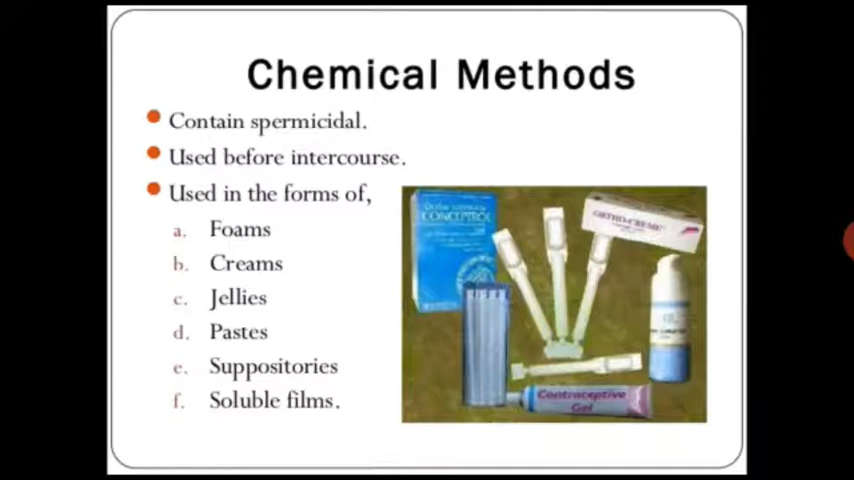 Chemical Methods
Contain spermicidal.
Used before intercourse.
Used in the forms of,
a. Foams
b. Creams
c. Jellies
d. Pastes
e. Suppositories
f. Soluble films.
CONCEPTROL
ORTHO-CREME
Contraceptive
Gel